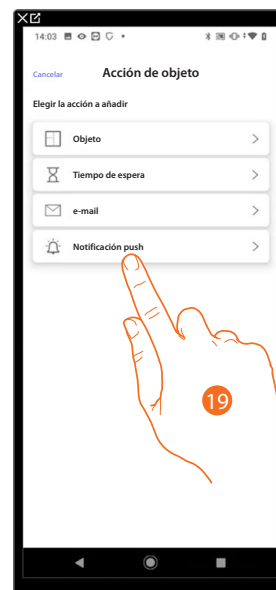 14:03
Cancelar Acción de objeto
Elegir la acción a añadir
Objeto
Tiempo de espera
e-mail
Notificación push
19